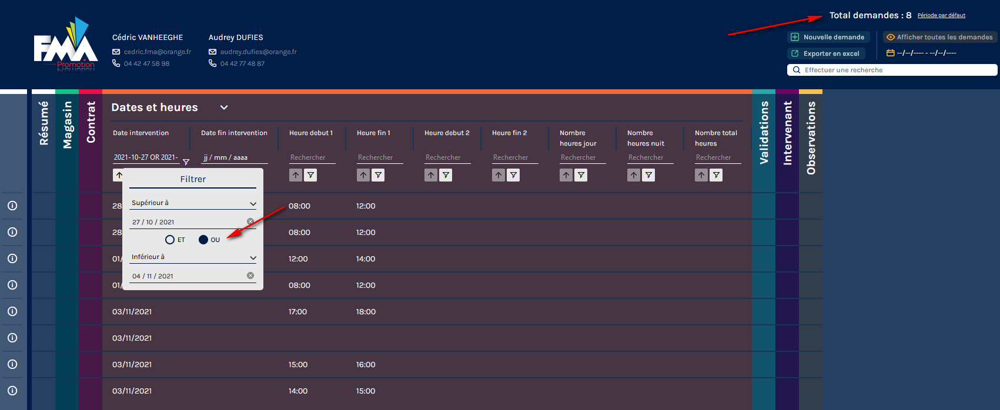 Total demandes : 8 Période par défaut
FMA
Promotion
Cédric VANHEEGHE
cedric.fma@orange.fr
04 42 47 58 98
Audrey DUFIES
audrey.dufies@orange.fr
04 42 77 48 87
Nouvelle demande
Afficher toutes les demandes
Exporter en excel
--/--/---- - --/--/----
Effectuer une recherche
Résumé
Magasin
Contrat
Dates et heures
Validations
Intervenant
Observations
Date intervention
Date fin intervention
Heure debut 1
Heure fin 1
Heure debut 2
Heure fin 2
Nombre
heures jour
Nombre
heures nuit
Nombre total
heures
2021-10-27 OR 2021-
jj / mm / aaaa
Rechercher
Rechercher
Rechercher
Rechercher
Rechercher
Rechercher
Rechercher
Filtrer
Supérieur à
27 / 10 / 2021
ET OU
Inférieur à
04 / 11 / 2021
28 08:00 12:00
28 08:00 12:00
01/ 12:00 14:00
01/ 08:00 12:00
03/11/2021 17:00 18:00
03/11/2021
03/11/2021 15:00 16:00
03/11/2021 14:00 15:00